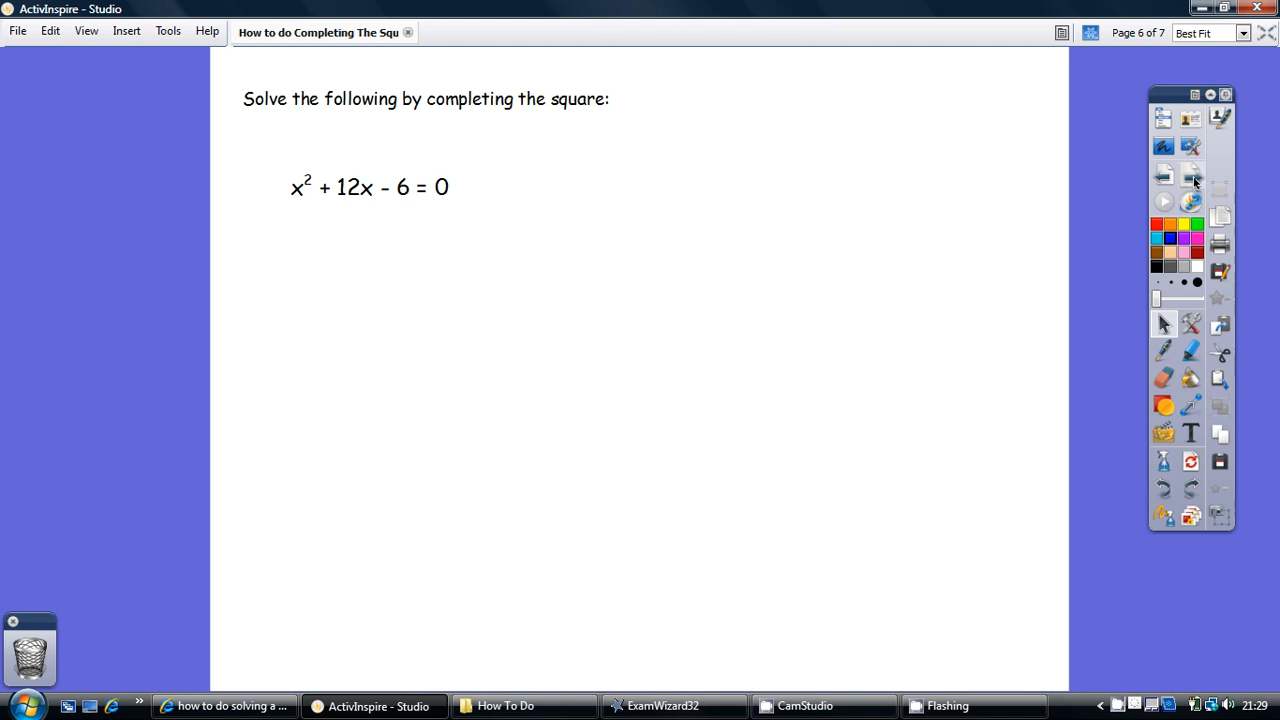 ActivInspire - Studio
File Edit View Insert Tools Help
How to do Completing The Squ
Page 6 of 7
Best Fit
Solve the following by completing the square:
x² + 12x - 6 = 0
how to do solving a ...
ActivInspire - Studio
How To Do
ExamWizard32
CamStudio
Flashing
21:29